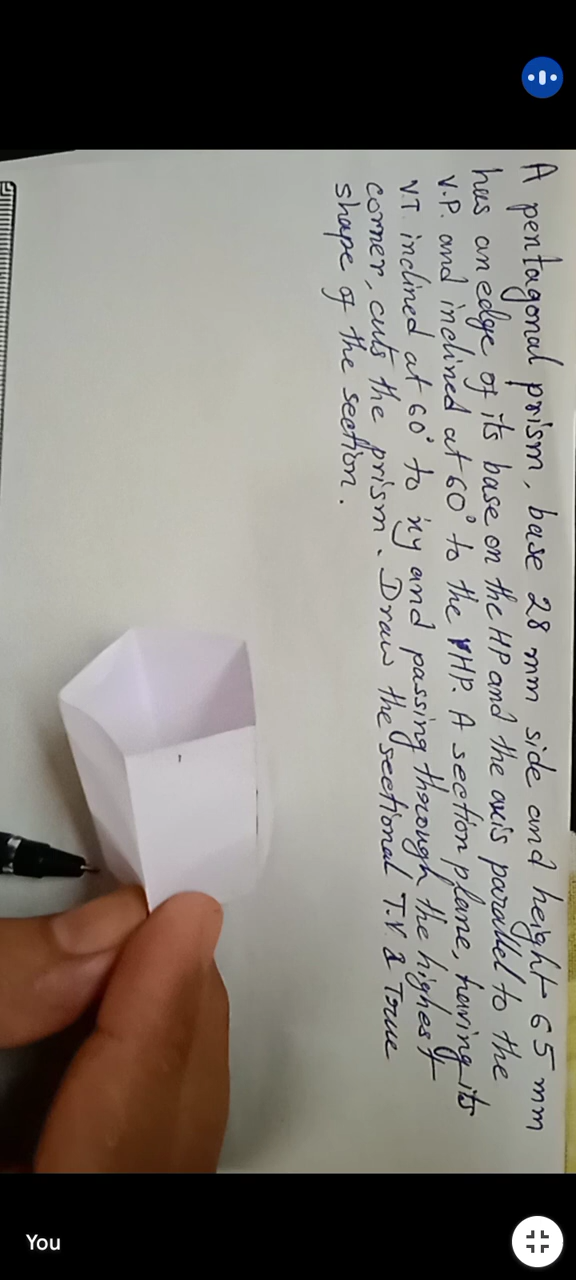 A pentagonal prism, base 28 mm side and height 65 mm
has an edge of its base on the HP and the axis parallel to the
V.P. and inclined at 60° to the HP. A section plane, having its
V.T. inclined at 60° to xy and passing through the highest
corner, cuts the prism. Draw the sectional T.V. & True
shape of the section.
You